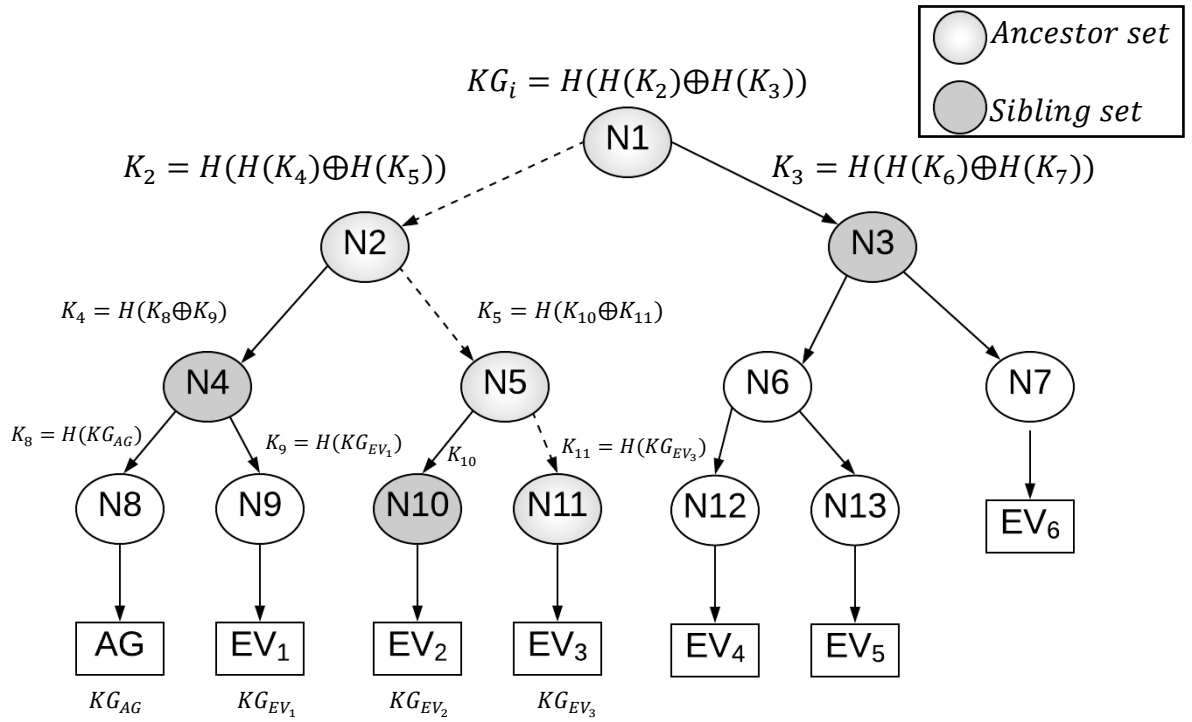 Ancestor set
Sibling set
KG_i = H(H(K_2)⊕H(K_3))
N1
K_2 = H(H(K_4)⊕H(K_5))
K_3 = H(H(K_6)⊕H(K_7))
N2
N3
K_4 = H(K_8⊕K_9)
K_5 = H(K_10⊕K_11)
N4
N5
N6
N7
K_8 = H(KG_AG)
K_9 = H(KG_EV_1)
K_10
K_11 = H(KG_EV_3)
N8
N9
N10
N11
N12
N13
EV_6
AG
EV_1
EV_2
EV_3
EV_4
EV_5
KG_AG
KG_EV_1
KG_EV_2
KG_EV_3